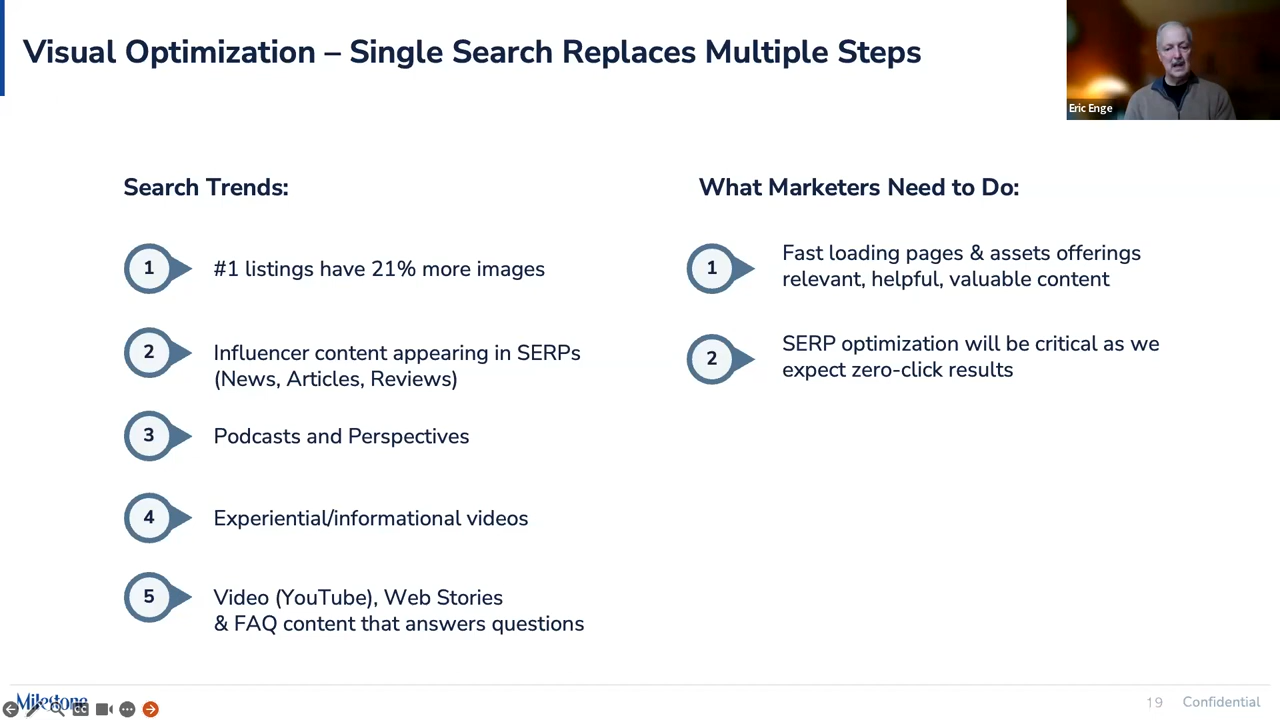 Visual Optimization – Single Search Replaces Multiple Steps
Eric Enge
Search Trends:
1
#1 listings have 21% more images
2
Influencer content appearing in SERPs
(News, Articles, Reviews)
3
Podcasts and Perspectives
4
Experiential/informational videos
5
Video (YouTube), Web Stories
& FAQ content that answers questions
What Marketers Need to Do:
1
Fast loading pages & assets offerings
relevant, helpful, valuable content
2
SERP optimization will be critical as we
expect zero-click results
Milestone
CC
19
Confidential